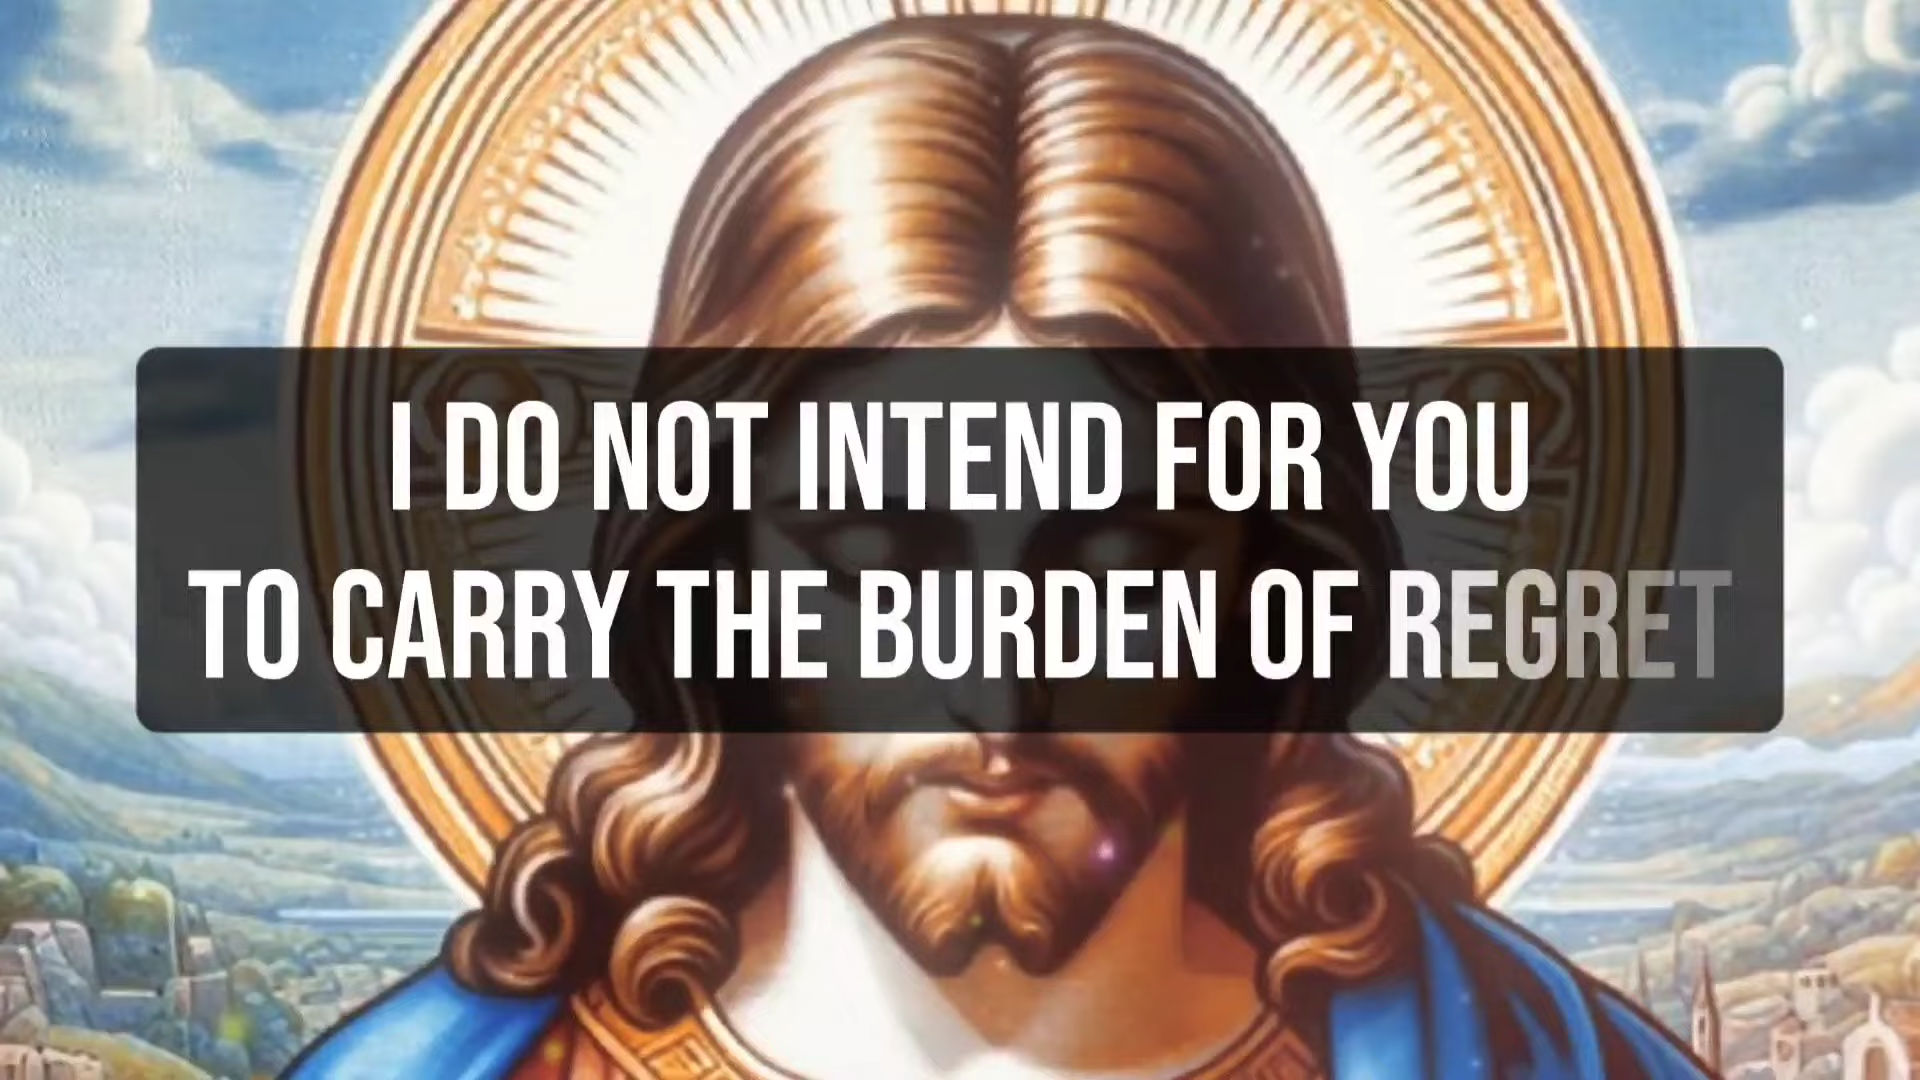 I DO NOT INTEND FOR YOU
TO CARRY THE BURDEN OF REGRET